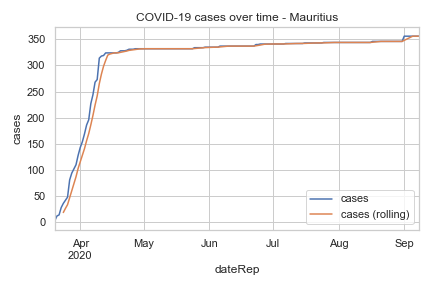 COVID-19 cases over time - Mauritius
350
300
250
200
150
100
50
0
cases
Apr
2020
May
Jun
Jul
Aug
Sep
dateRep
cases
cases (rolling)